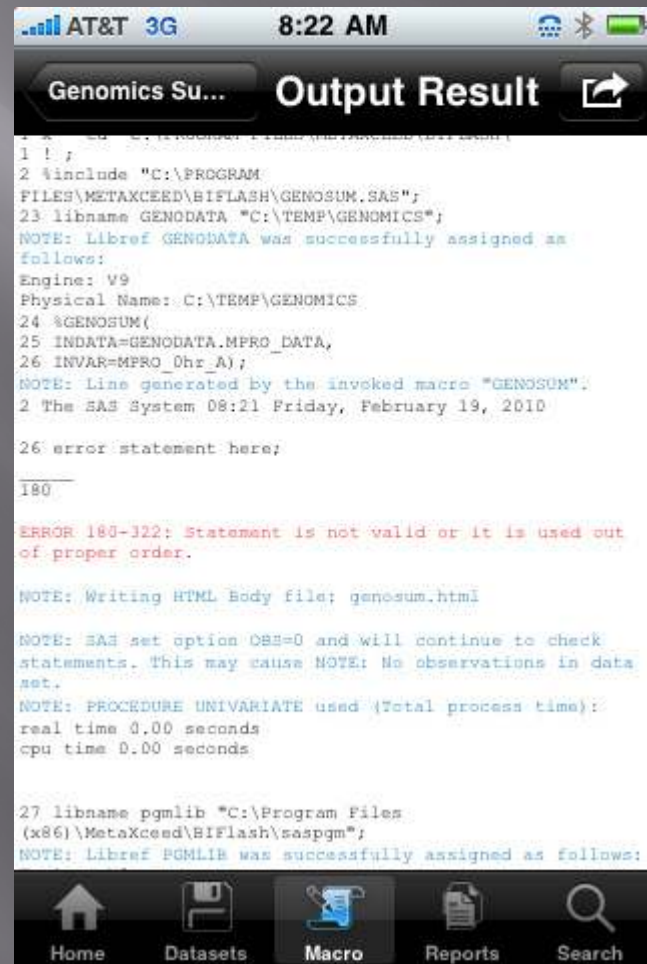 AT&T 3G 8:22 AM
Genomics Su... Output Result
1 ! ;
2 %include "C:\PROGRAM
FILES\METAXCEED\BIFLASH\GENOSUM.SAS";
23 libname GENODATA "C:\TEMP\GENOMICS";
NOTE: Libref GENODATA was successfully assigned as
follows:
Engine: V9
Physical Name: C:\TEMP\GENOMICS
24 %GENOSUM(
25 INDATA=GENODATA.MPRO_DATA,
26 INVAR=MPRO_0hr_A);
NOTE: Line generated by the invoked macro "GENOSUM".
2 The SAS System 08:21 Friday, February 19, 2010
26 error statement here;
_____
180
ERROR 180-322: Statement is not valid or it is used out
of proper order.
NOTE: Writing HTML Body file: genosum.html
NOTE: SAS set option OBS=0 and will continue to check
statements. This may cause NOTE: No observations in data
set.
NOTE: PROCEDURE UNIVARIATE used (Total process time):
real time 0.00 seconds
cpu time 0.00 seconds
27 libname pgmlib "C:\Program Files
(x86)\MetaXceed\BIFlash\saspgm";
NOTE: Libref PGMLIB was successfully assigned as follows:
Home Datasets Macro Reports Search